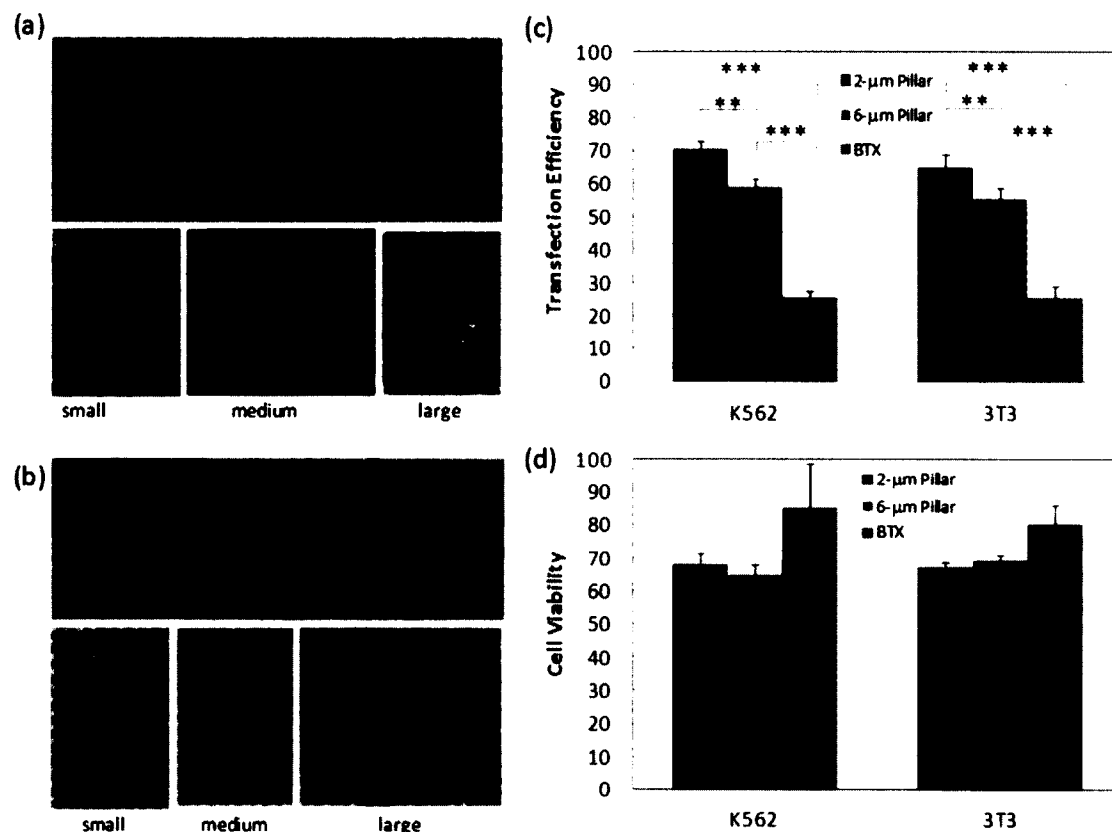 (a)
small medium large
(b)
small medium large
(c)
Transfection Efficiency
100
90
80
70
60
50
40
30
20
10
0
***
**
***
2-µm Pillar
6-µm Pillar
BTX
***
**
***
K562 3T3
(d)
Cell Viability
100
90
80
70
60
50
40
30
20
10
0
2-µm Pillar
6-µm Pillar
BTX
K562 3T3